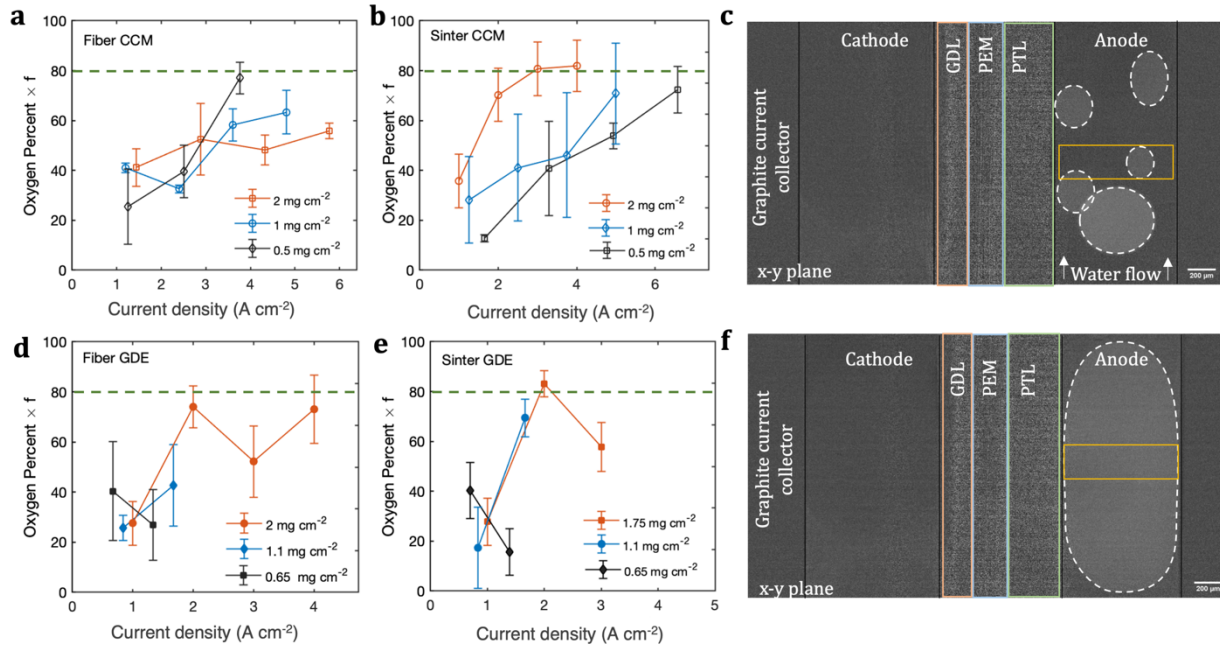 a
Fiber CCM
Oxygen Percent × f
100
80
60
40
20
0
0 1 2 3 4 5 6
Current density (A cm⁻²)
2 mg cm⁻²
1 mg cm⁻²
0.5 mg cm⁻²
b
Sinter CCM
Oxygen Percent × f
100
80
60
40
20
0
0 2 4 6
Current density (A cm⁻²)
2 mg cm⁻²
1 mg cm⁻²
0.5 mg cm⁻²
c
Graphite current
collector
Cathode
GDL
PEM
PTL
Anode
x-y plane
Water flow
200 μm
d
Fiber GDE
Oxygen Percent × f
100
80
60
40
20
0
0 1 2 3 4
Current density (A cm⁻²)
2 mg cm⁻²
1.1 mg cm⁻²
0.65 mg cm⁻²
e
Sinter GDE
Oxygen Percent × f
100
80
60
40
20
0
0 1 2 3 4 5
Current density (A cm⁻²)
1.75 mg cm⁻²
1.1 mg cm⁻²
0.65 mg cm⁻²
f
Graphite current
collector
Cathode
GDL
PEM
PTL
Anode
x-y plane
200 μm